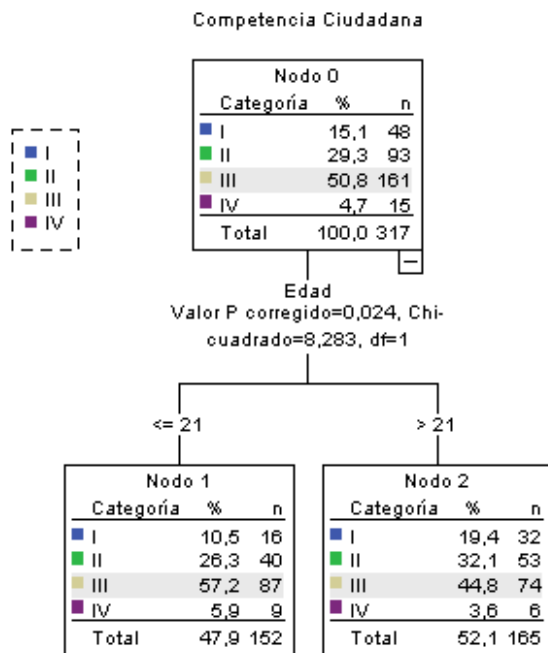 Competencia Ciudadana
Nodo 0
Categoría % n
I 15,1 48
II 29,3 93
III 50,8 161
IV 4,7 15
Total 100,0 317
I
II
III
IV
Edad
Valor P corregido=0,024, Chi-
cuadrado=8,283, df=1
<= 21
> 21
Nodo 1
Categoría % n
I 10,5 16
II 26,3 40
III 57,2 87
IV 5,9 9
Total 47,9 152
Nodo 2
Categoría % n
I 19,4 32
II 32,1 53
III 44,8 74
IV 3,6 6
Total 52,1 165